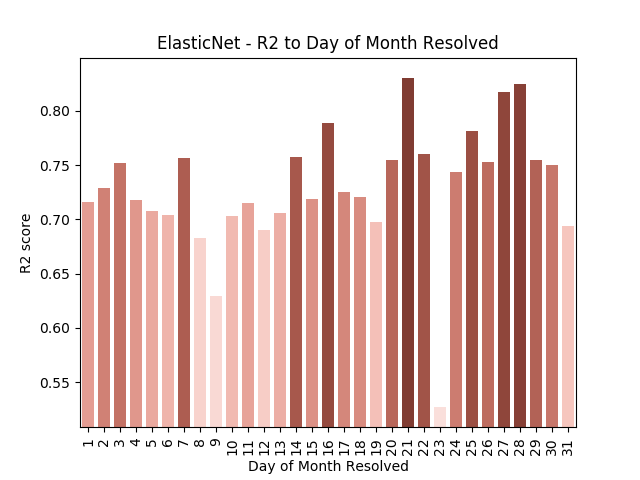 ElasticNet - R2 to Day of Month Resolved
R2 score
0.80
0.75
0.70
0.65
0.60
0.55
1 2 3 4 5 6 7 8 9 10 11 12 13 14 15 16 17 18 19 20 21 22 23 24 25 26 27 28 29 30 31
Day of Month Resolved